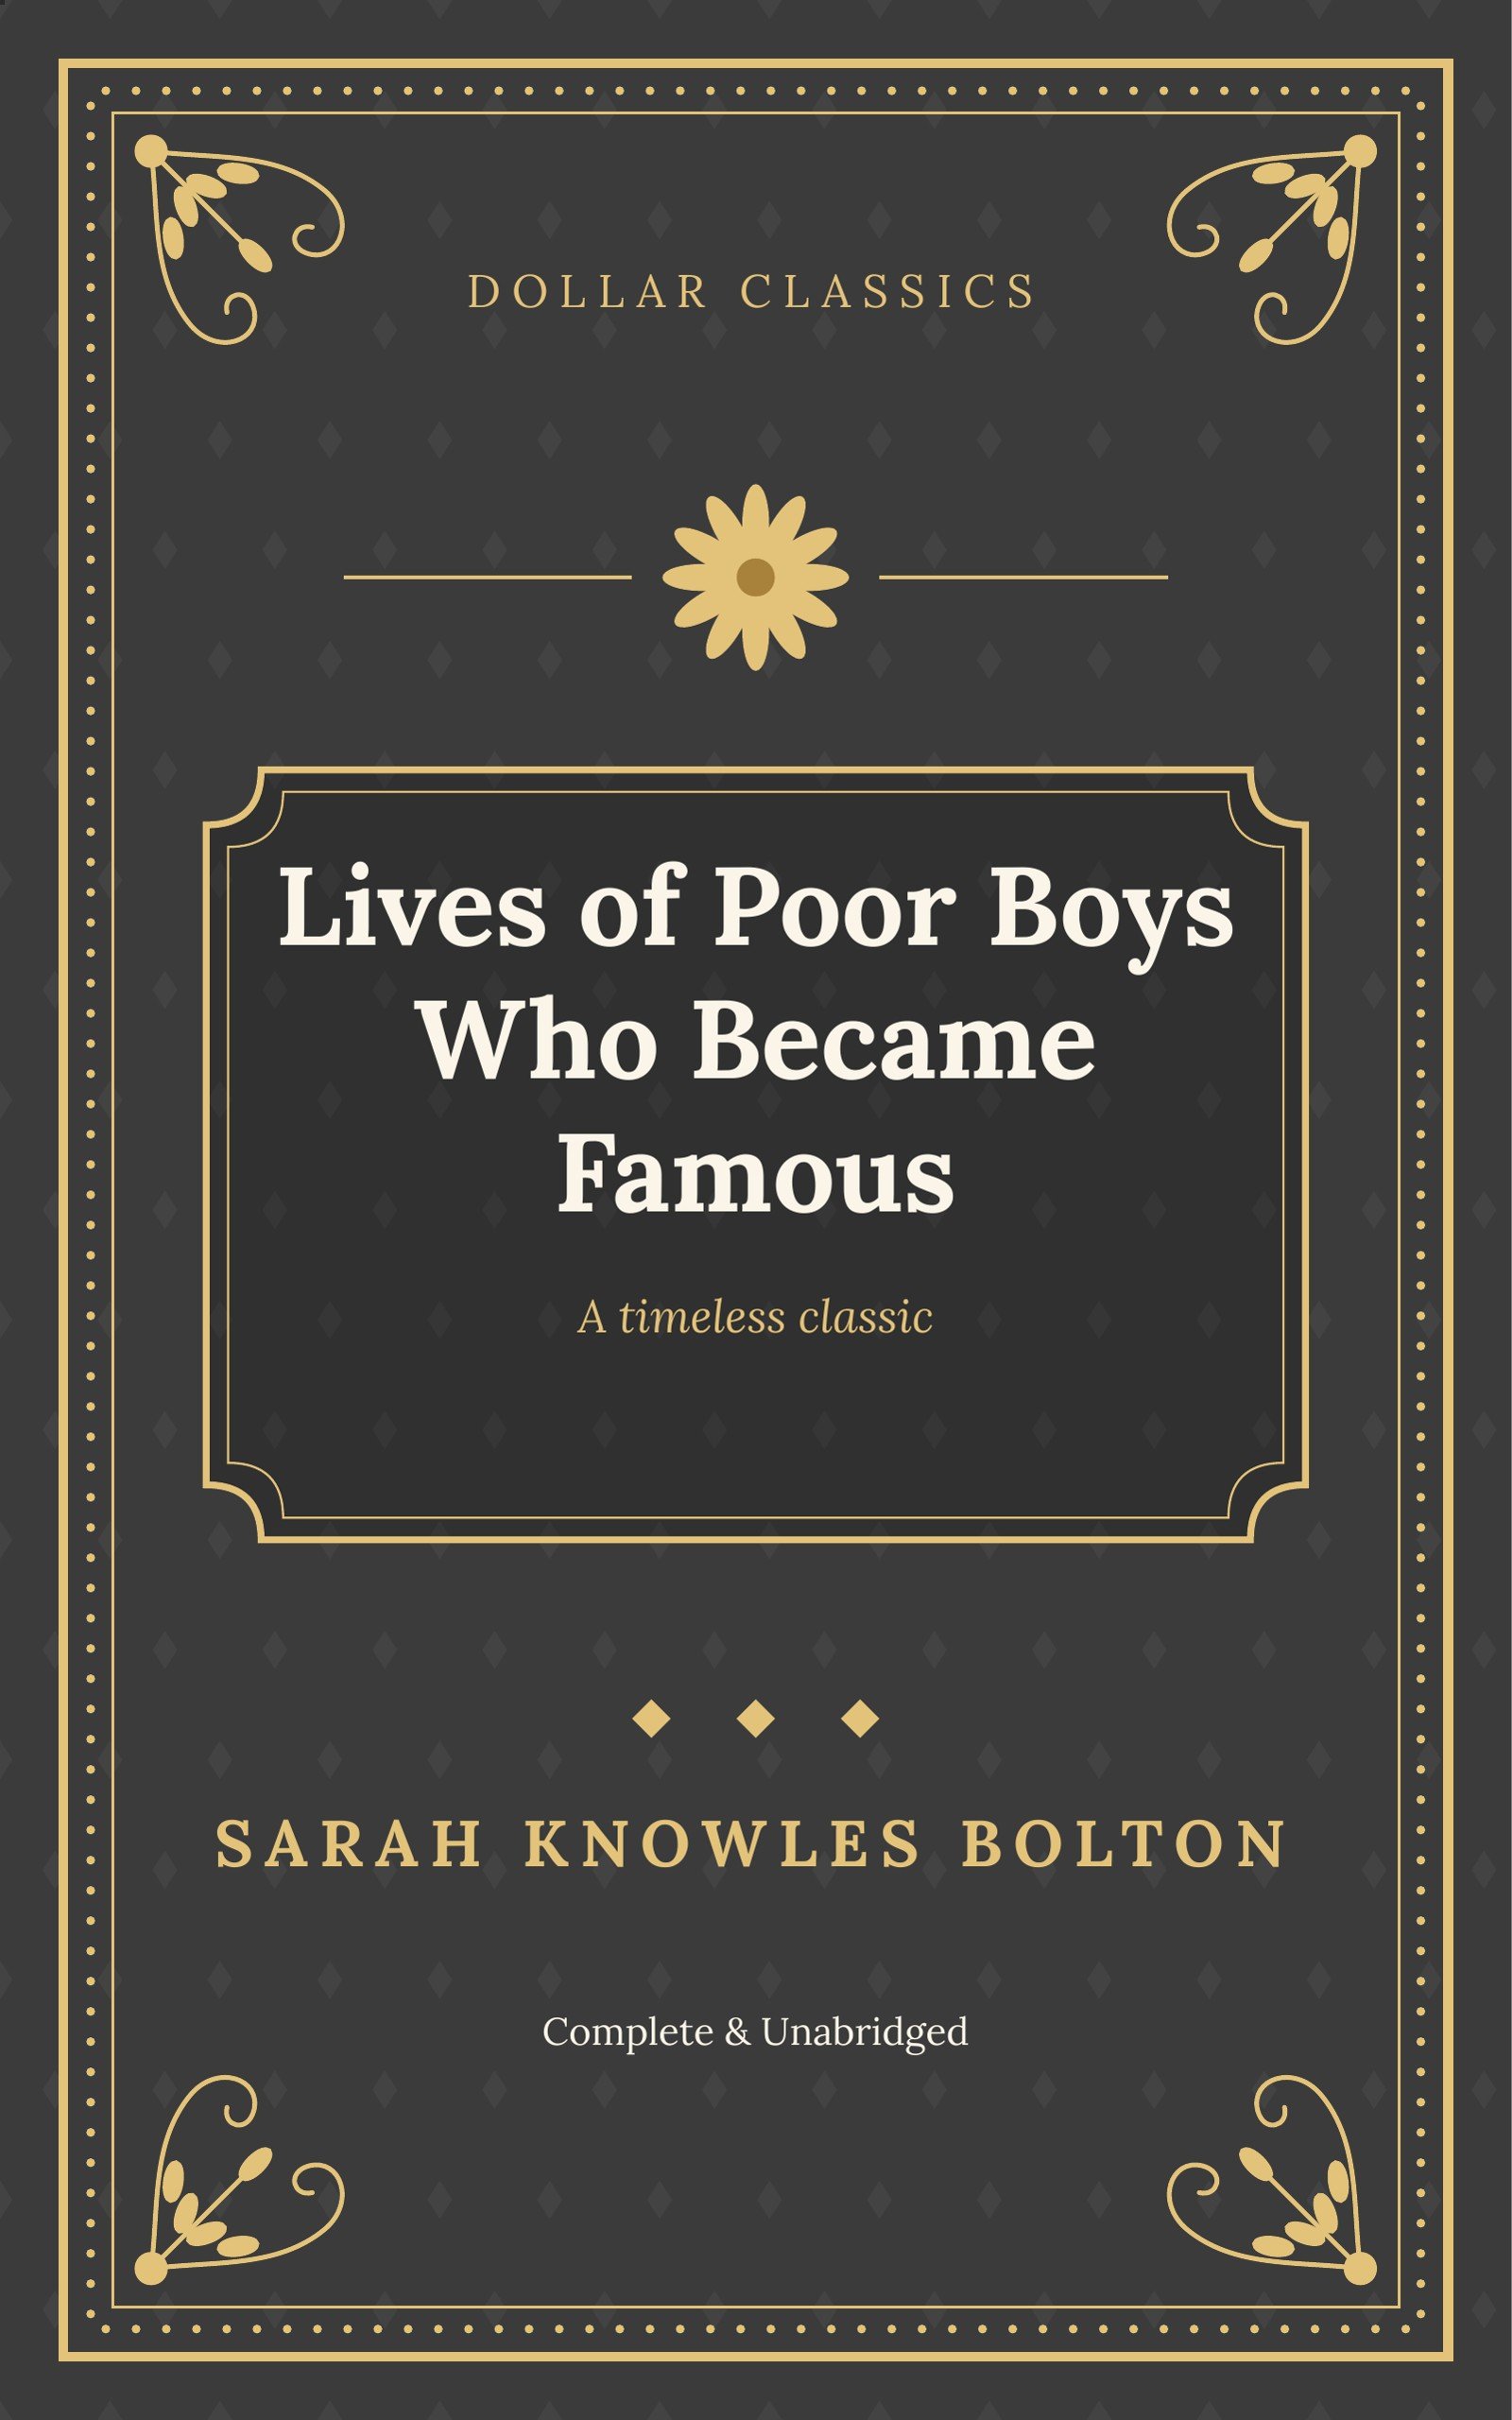 DOLLAR CLASSICS
Lives of Poor Boys
Who Became
Famous
A timeless classic
SARAH KNOWLES BOLTON
Complete & Unabridged